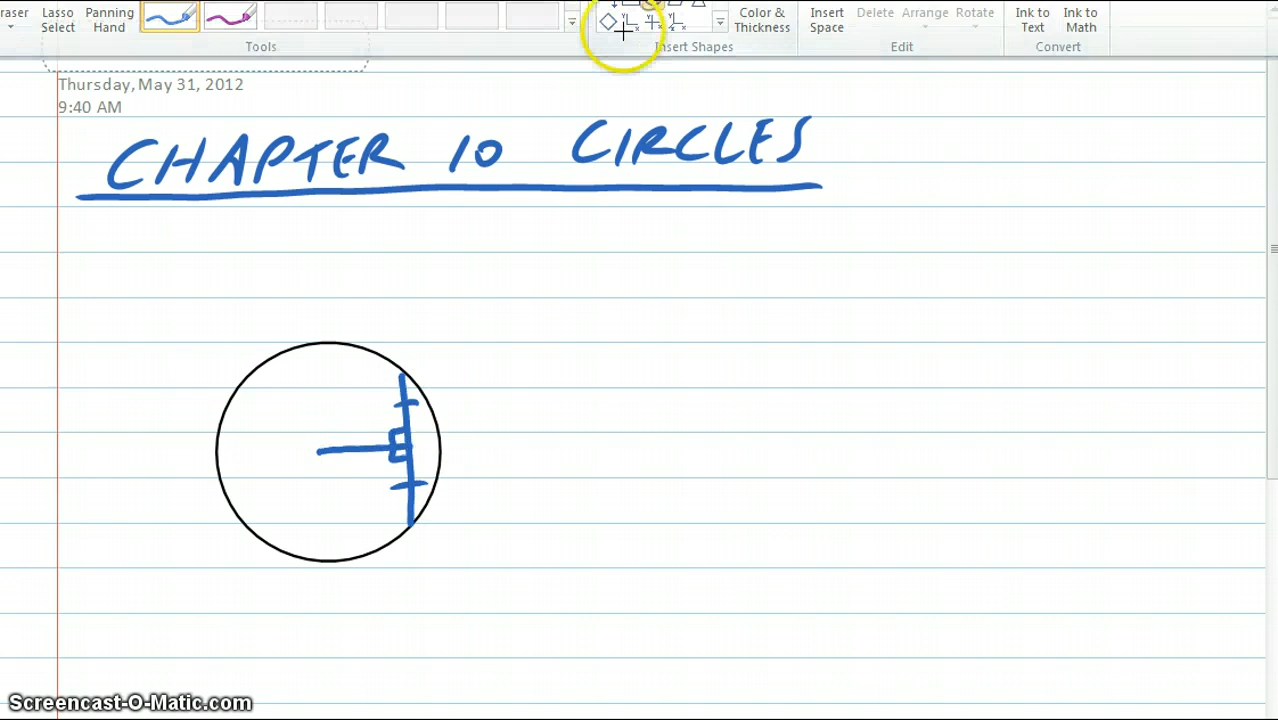 raser Lasso Select Panning Hand Color & Thickness Insert Space Delete Arrange Rotate Ink to Text Ink to Math
Tools Insert Shapes Edit Convert
Thursday, May 31, 2012
9:40 AM
CHAPTER 10 CIRCLES
Screencast-O-Matic.com